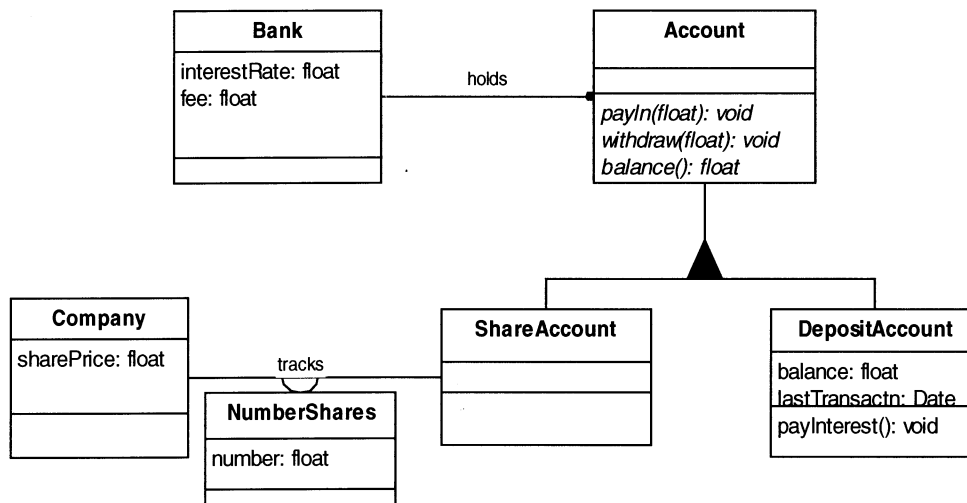 Bank
interestRate: float
fee: float
holds
Account
payIn(float): void
withdraw(float): void
balance(): float
Company
sharePrice: float
tracks
NumberShares
number: float
ShareAccount
DepositAccount
balance: float
lastTransactn: Date
payInterest(): void